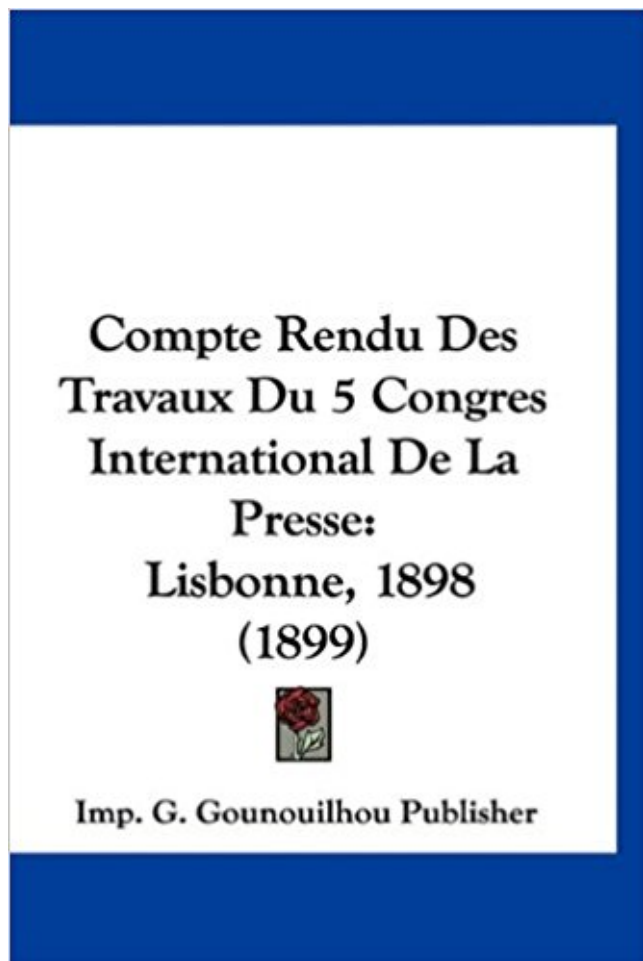 Compte Rendu Des
Travaux Du 5 Congres
International De La
Presse:
Lisbonne, 1898
(1899)
Imp. G. Gounouilhou Publisher